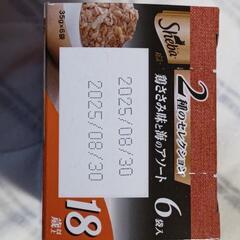 Sheba
2種のセレクション
鶏ささみ味と海のアソート
6袋入
35g×6袋
2025/08/30
2025/08/30
18歳以上